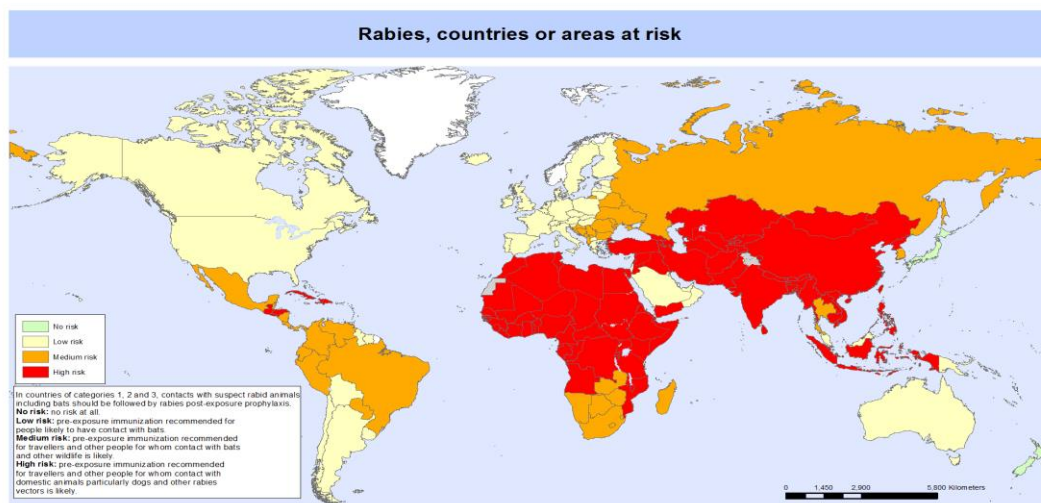 Rabies, countries or areas at risk
No risk
Low risk
Medium risk
High risk
In countries of categories 1, 2 and 3, contacts with suspect rabid animals
including bats should be followed by rabies post-exposure prophylaxis.
No risk: no risk at all.
Low risk: pre-exposure immunization recommended for
people likely to have contact with bats.
Medium risk: pre-exposure immunization recommended
for travellers and other people for whom contact with bats
and other wildlife is likely.
High risk: pre-exposure immunization recommended
for travellers and other people for whom contact with
domestic animals particularly dogs and other rabies
vectors is likely.
0 1,450 2,900 5,800 Kilometers